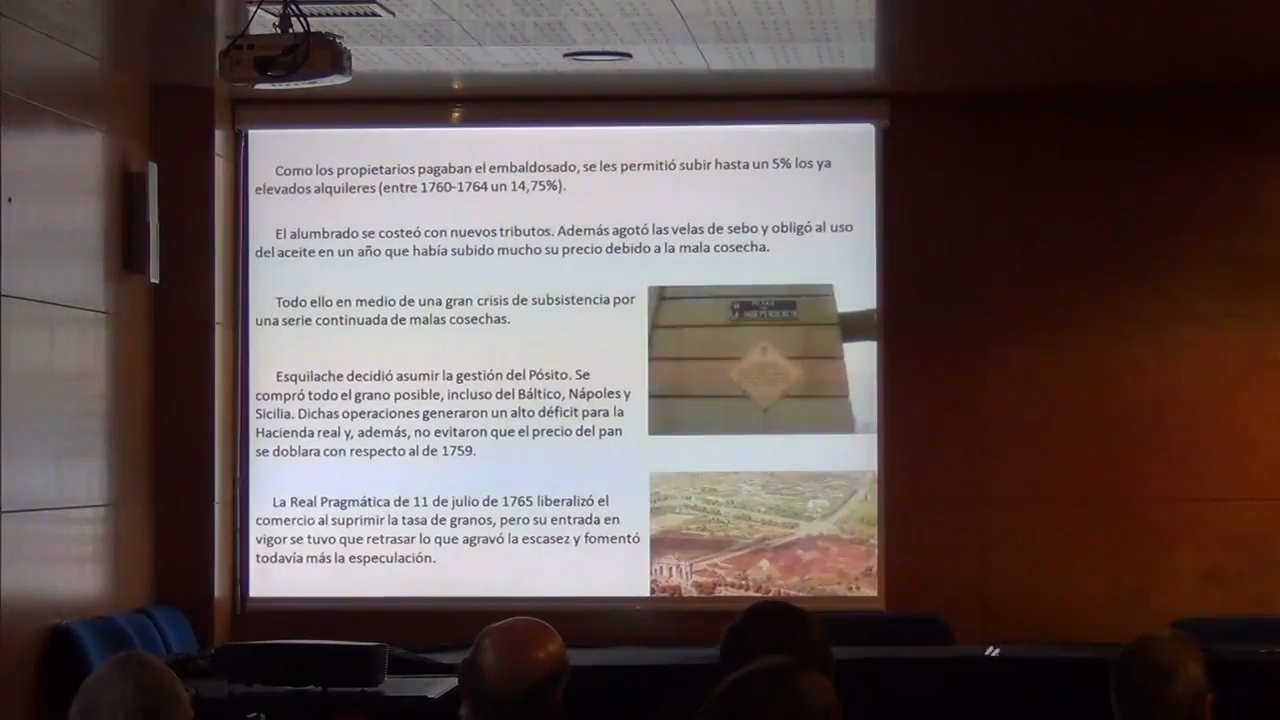 Como los propietarios pagaban el embaldosado, se les permitió subir hasta un 5% los ya
elevados alquileres (entre 1760-1764 un 14,75%).
El alumbrado se costeó con nuevos tributos. Además agotó las velas de sebo y obligó al uso
del aceite en un año que había subido mucho su precio debido a la mala cosecha.
Todo ello en medio de una gran crisis de subsistencia por
una serie continuada de malas cosechas.
Esquilache decidió asumir la gestión del Pósito. Se
compró todo el grano posible, incluso del Báltico, Nápoles y
Sicilia. Dichas operaciones generaron un alto déficit para la
Hacienda real y, además, no evitaron que el precio del pan
se doblara con respecto al de 1759.
La Real Pragmática de 11 de julio de 1765 liberalizó el
comercio al suprimir la tasa de granos, pero su entrada en
vigor se tuvo que retrasar lo que agravó la escasez y fomentó
todavía más la especulación.
INDEPENDENCIA